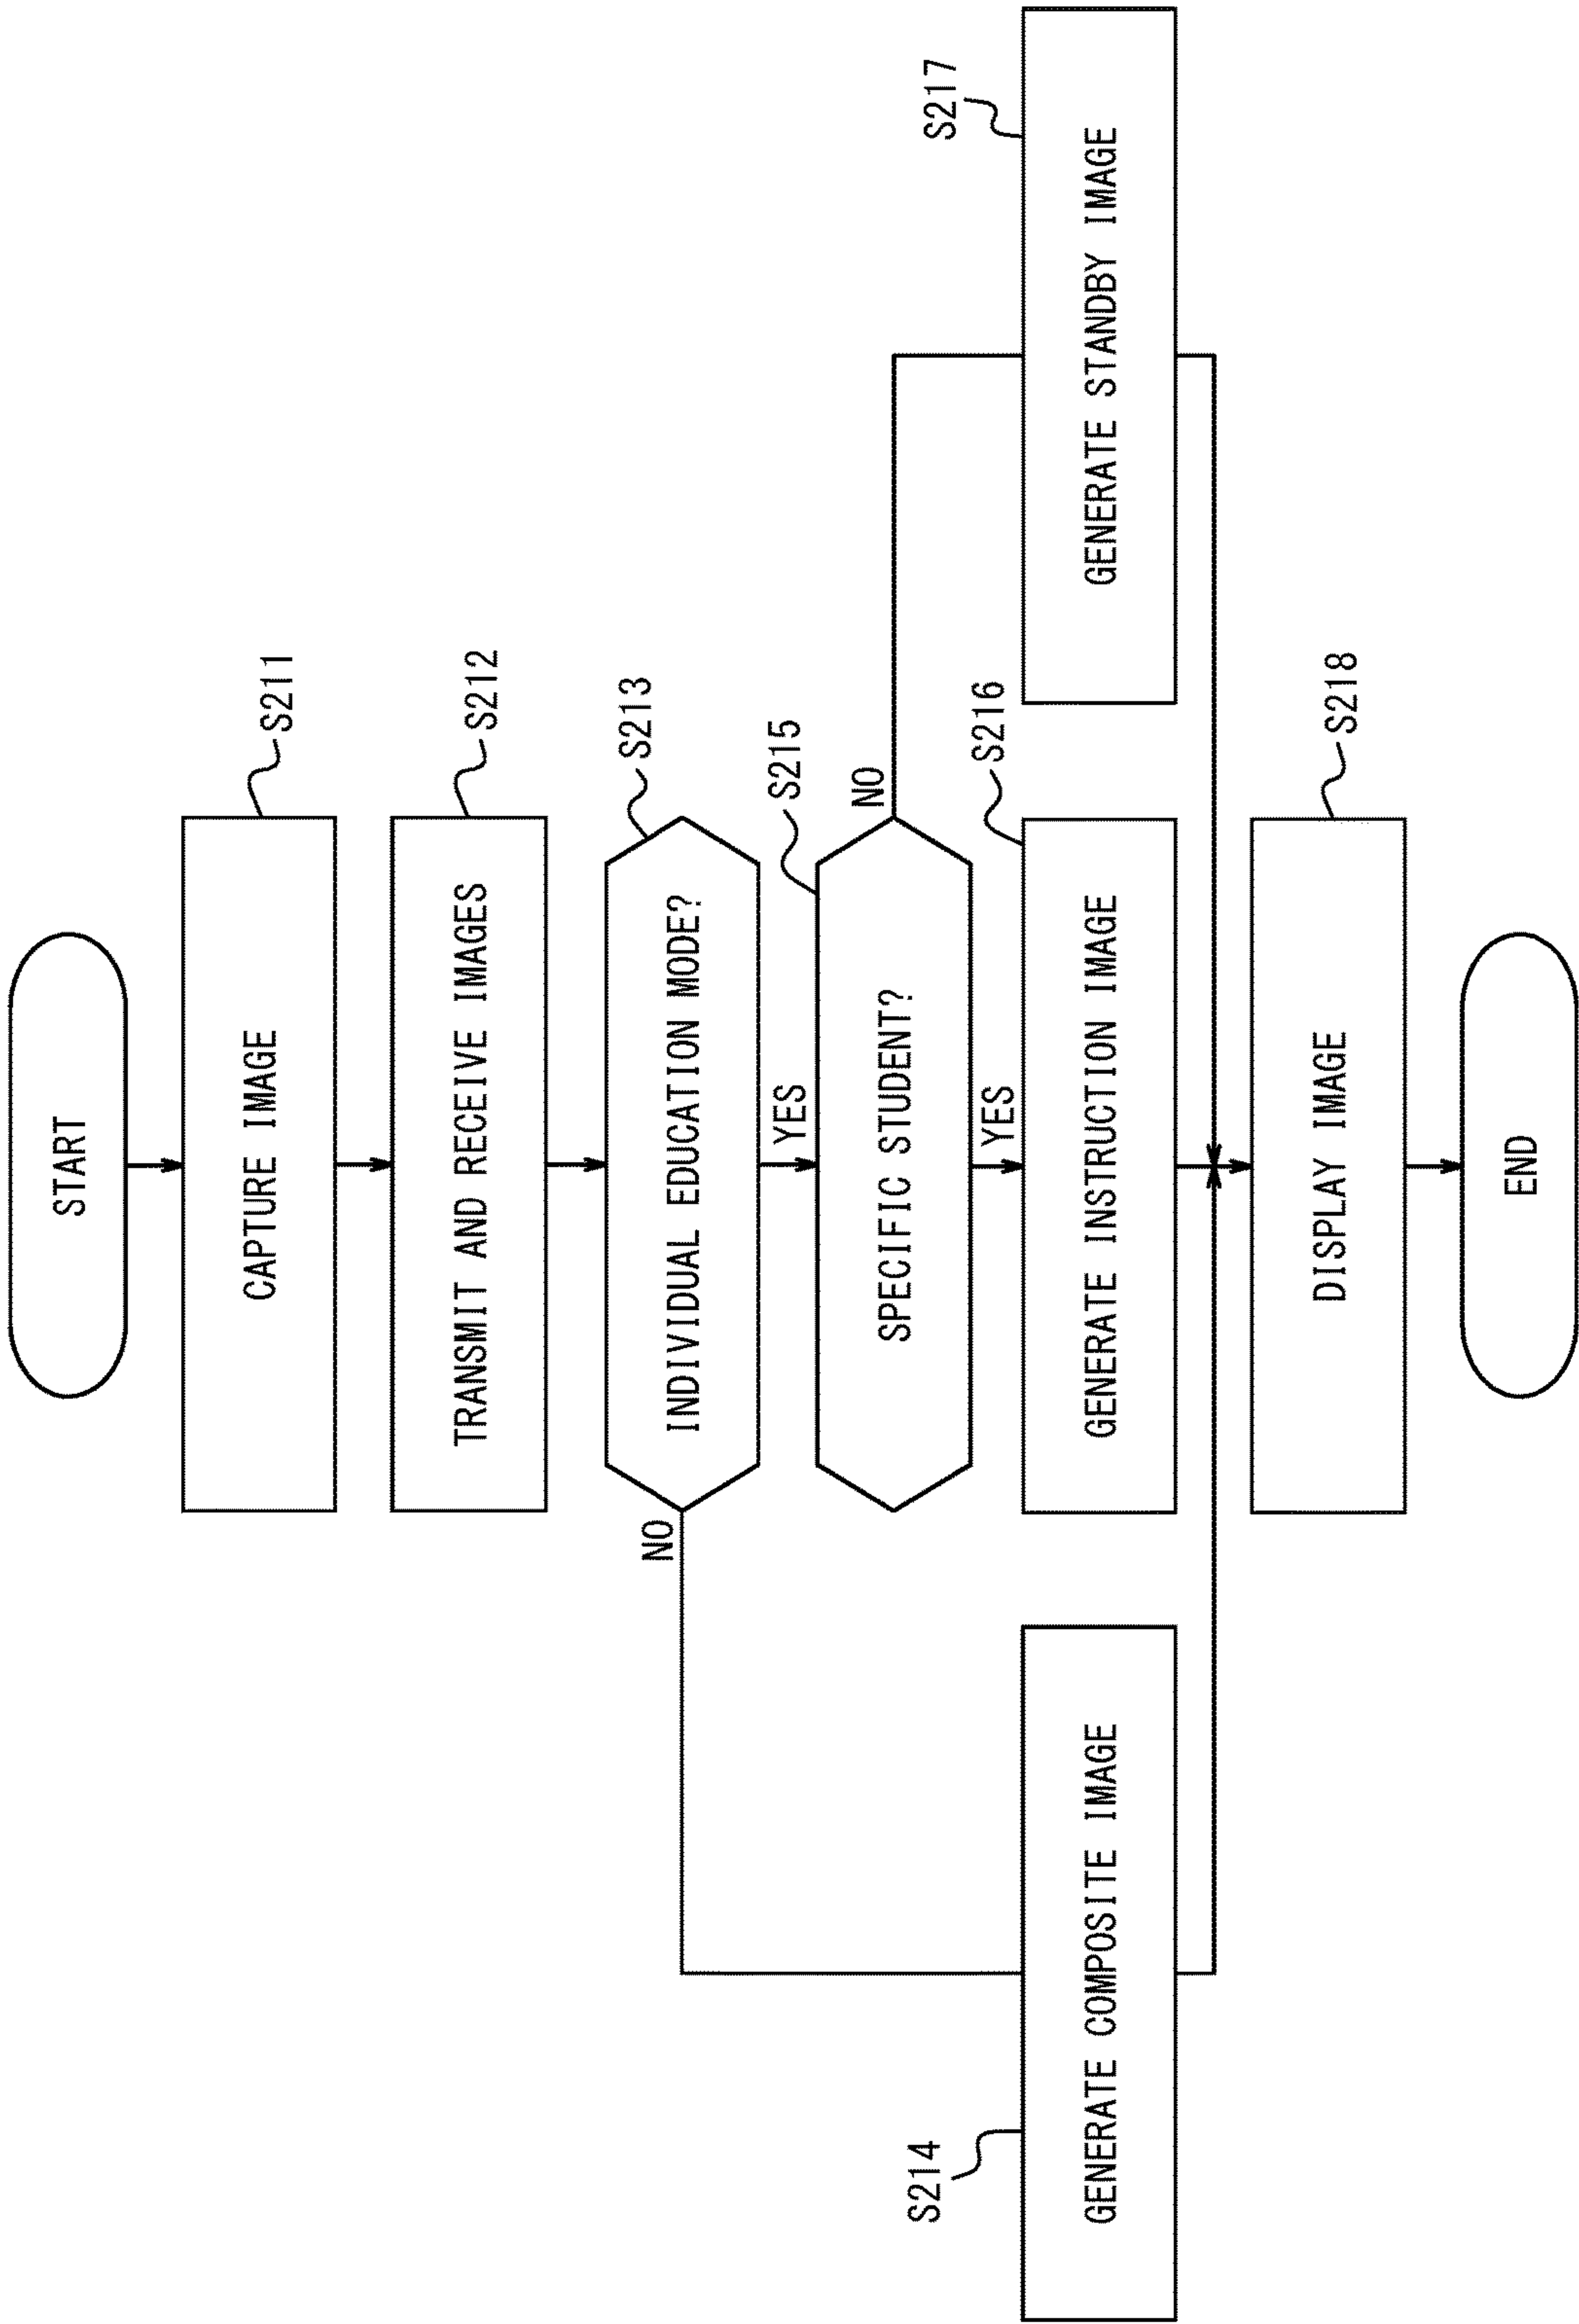 START
CAPTURE IMAGE
S211
TRANSMIT AND RECEIVE IMAGES
S212
INDIVIDUAL EDUCATION MODE?
S213
NO
YES
SPECIFIC STUDENT?
S215
NO
YES
S214
GENERATE COMPOSITE IMAGE
GENERATE INSTRUCTION IMAGE
S216
GENERATE STANDBY IMAGE
S217
DISPLAY IMAGE
S218
END